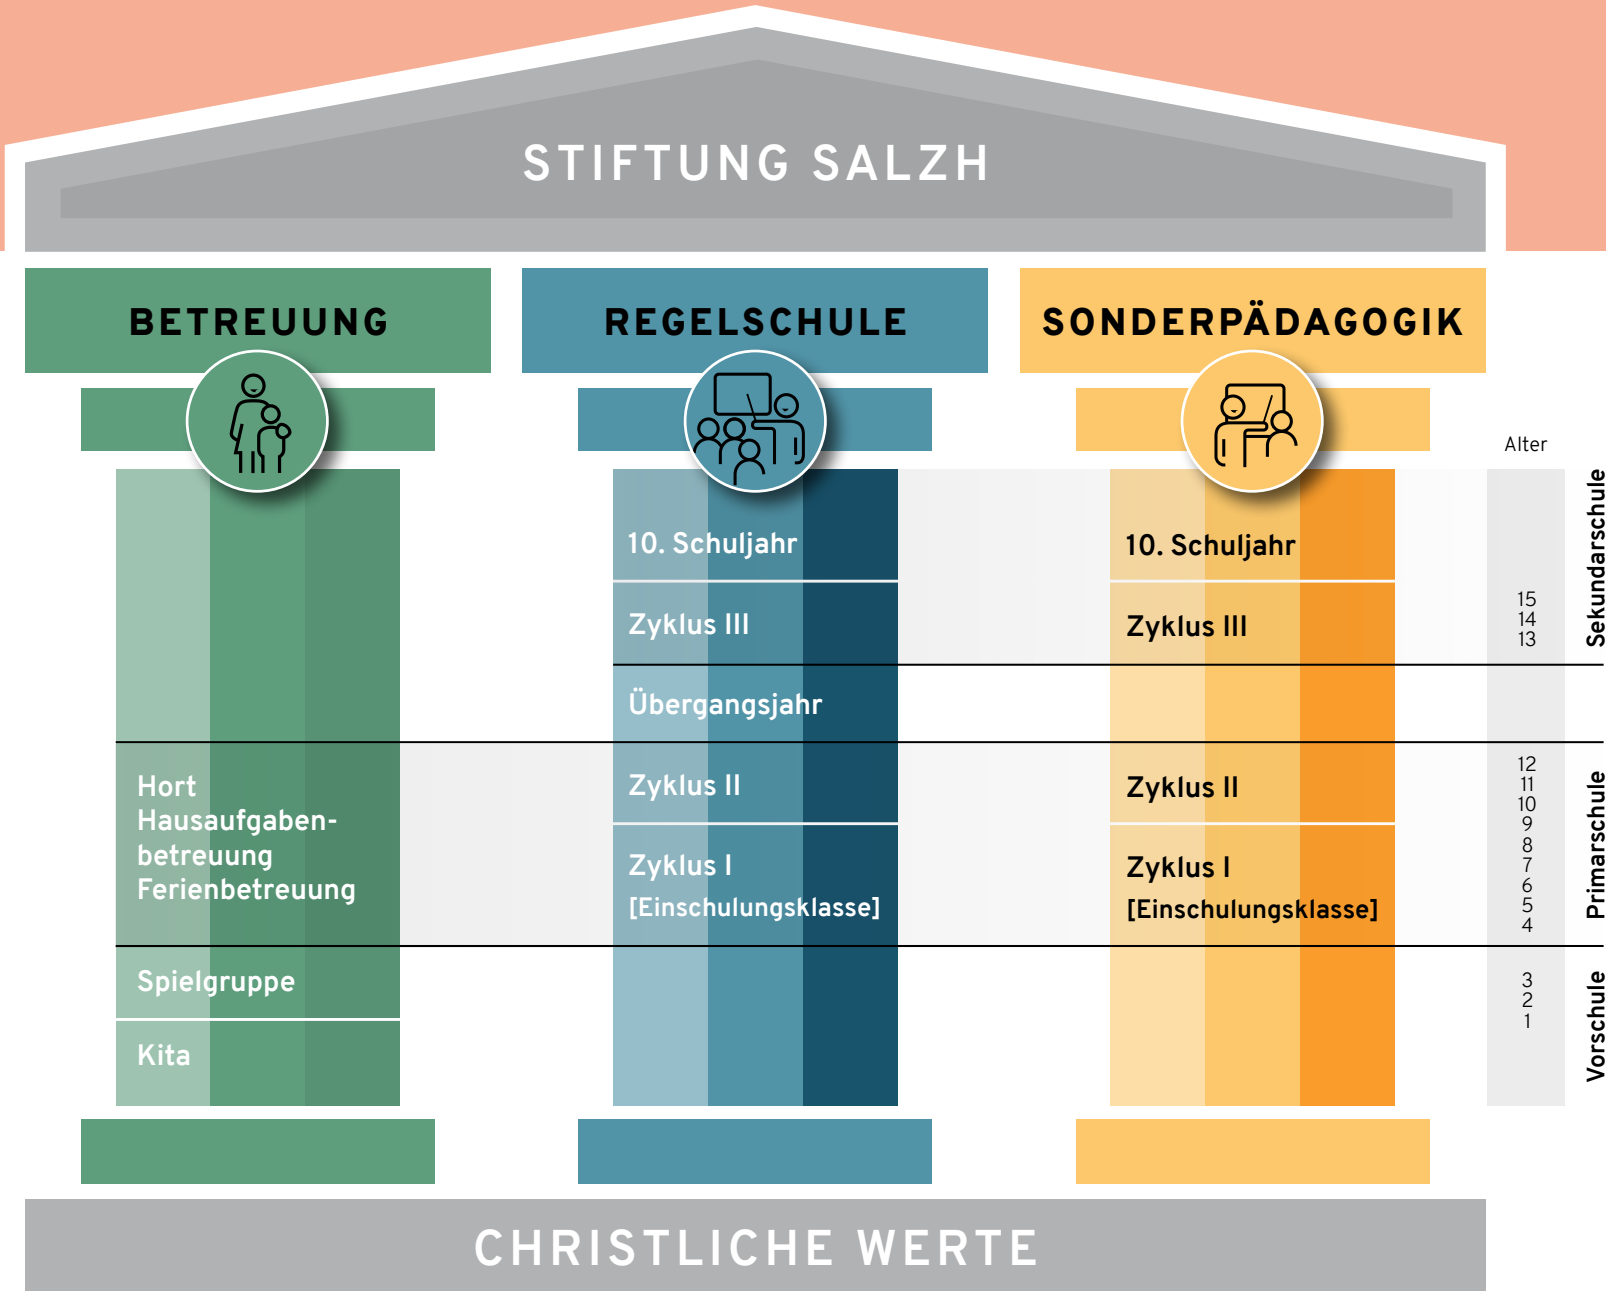 STIFTUNG SALZH
BETREUUNG
REGELSCHULE
SONDERPÄDAGOGIK
Hort
Hausaufgaben-
betreuung
Ferienbetreuung
Spielgruppe
Kita
10. Schuljahr
Zyklus III
Übergangsjahr
Zyklus II
Zyklus I
[Einschulungsklasse]
10. Schuljahr
Zyklus III
Zyklus II
Zyklus I
[Einschulungsklasse]
Alter
15
14
13
12
11
10
9
8
7
6
5
4
3
2
1
Sekundarschule
Primarschule
Vorschule
CHRISTLICHE WERTE